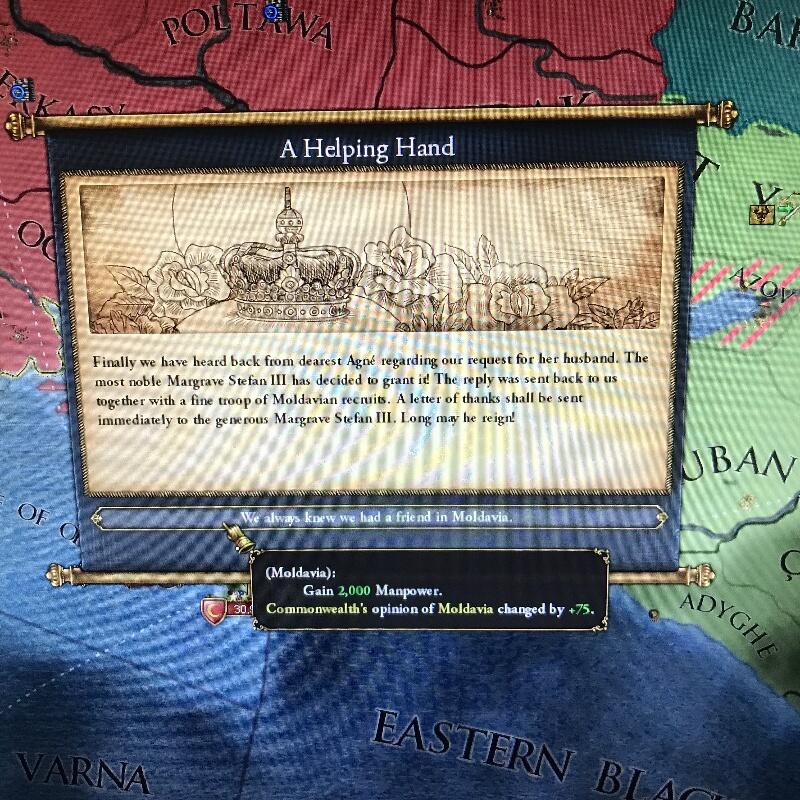 POLTAWA
A Helping Hand
AZOV
Finally we have heard back from dearest Agné regarding our request for her husband. The
most noble Margrave Stefan III has decided to grant it! The reply was sent back to us
together with a fine troop of Moldavian recruits. A letter of thanks shall be sent
immediately to the generous Margrave Stefan III. Long may he reign!
We always knew we had a friend in Moldavia.
(Moldavia):
Gain 2,000 Manpower.
Commonwealth's opinion of Moldavia changed by +75.
ADYGHE
EASTERN
VARNA